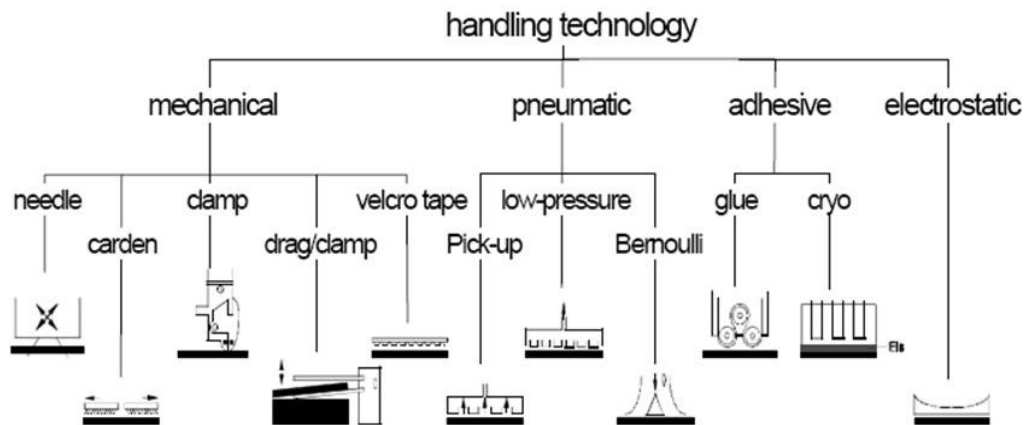 handling technology
mechanical pneumatic adhesive electrostatic
needle clamp velcro tape low-pressure glue cryo
carden drag/clamp Pick-up Bernoulli
Eis